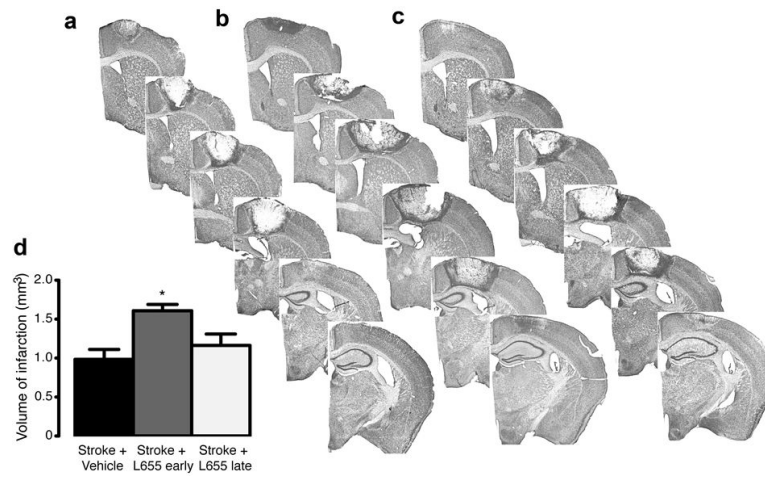 a
b
c
d
Volume of infarction (mm³)
2.0
1.5
1.0
0.5
0
*
Stroke +
Vehicle
Stroke +
L655 early
Stroke +
L655 late